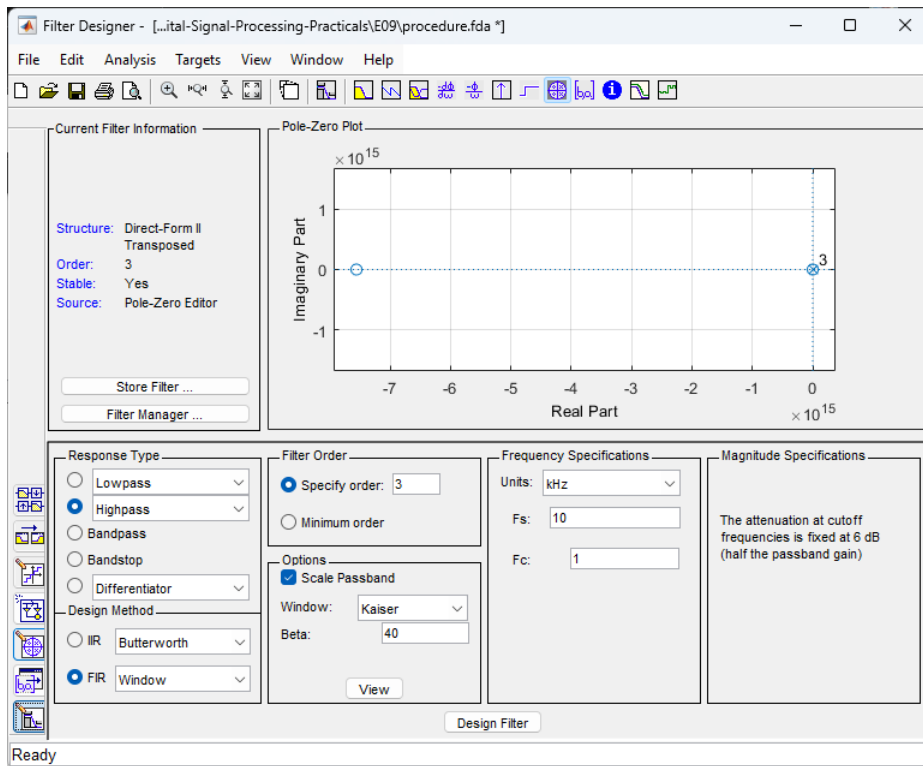 Filter Designer - [...ital-Signal-Processing-Practicals\E09\procedure.fda *]
File Edit Analysis Targets View Window Help
Current Filter Information
Structure: Direct-Form II
Transposed
Order: 3
Stable: Yes
Source: Pole-Zero Editor
Store Filter ...
Filter Manager ...
Pole-Zero Plot
×10^15
Imaginary Part
1
0
-1
3
-7 -6 -5 -4 -3 -2 -1 0
Real Part
×10^15
Response Type
Lowpass
Highpass
Bandpass
Bandstop
Differentiator
Design Method
IIR Butterworth
FIR Window
Filter Order
Specify order: 3
Minimum order
Options
Scale Passband
Window: Kaiser
Beta: 40
View
Frequency Specifications
Units: kHz
Fs: 10
Fc: 1
Magnitude Specifications
The attenuation at cutoff
frequencies is fixed at 6 dB
(half the passband gain)
Design Filter
Ready